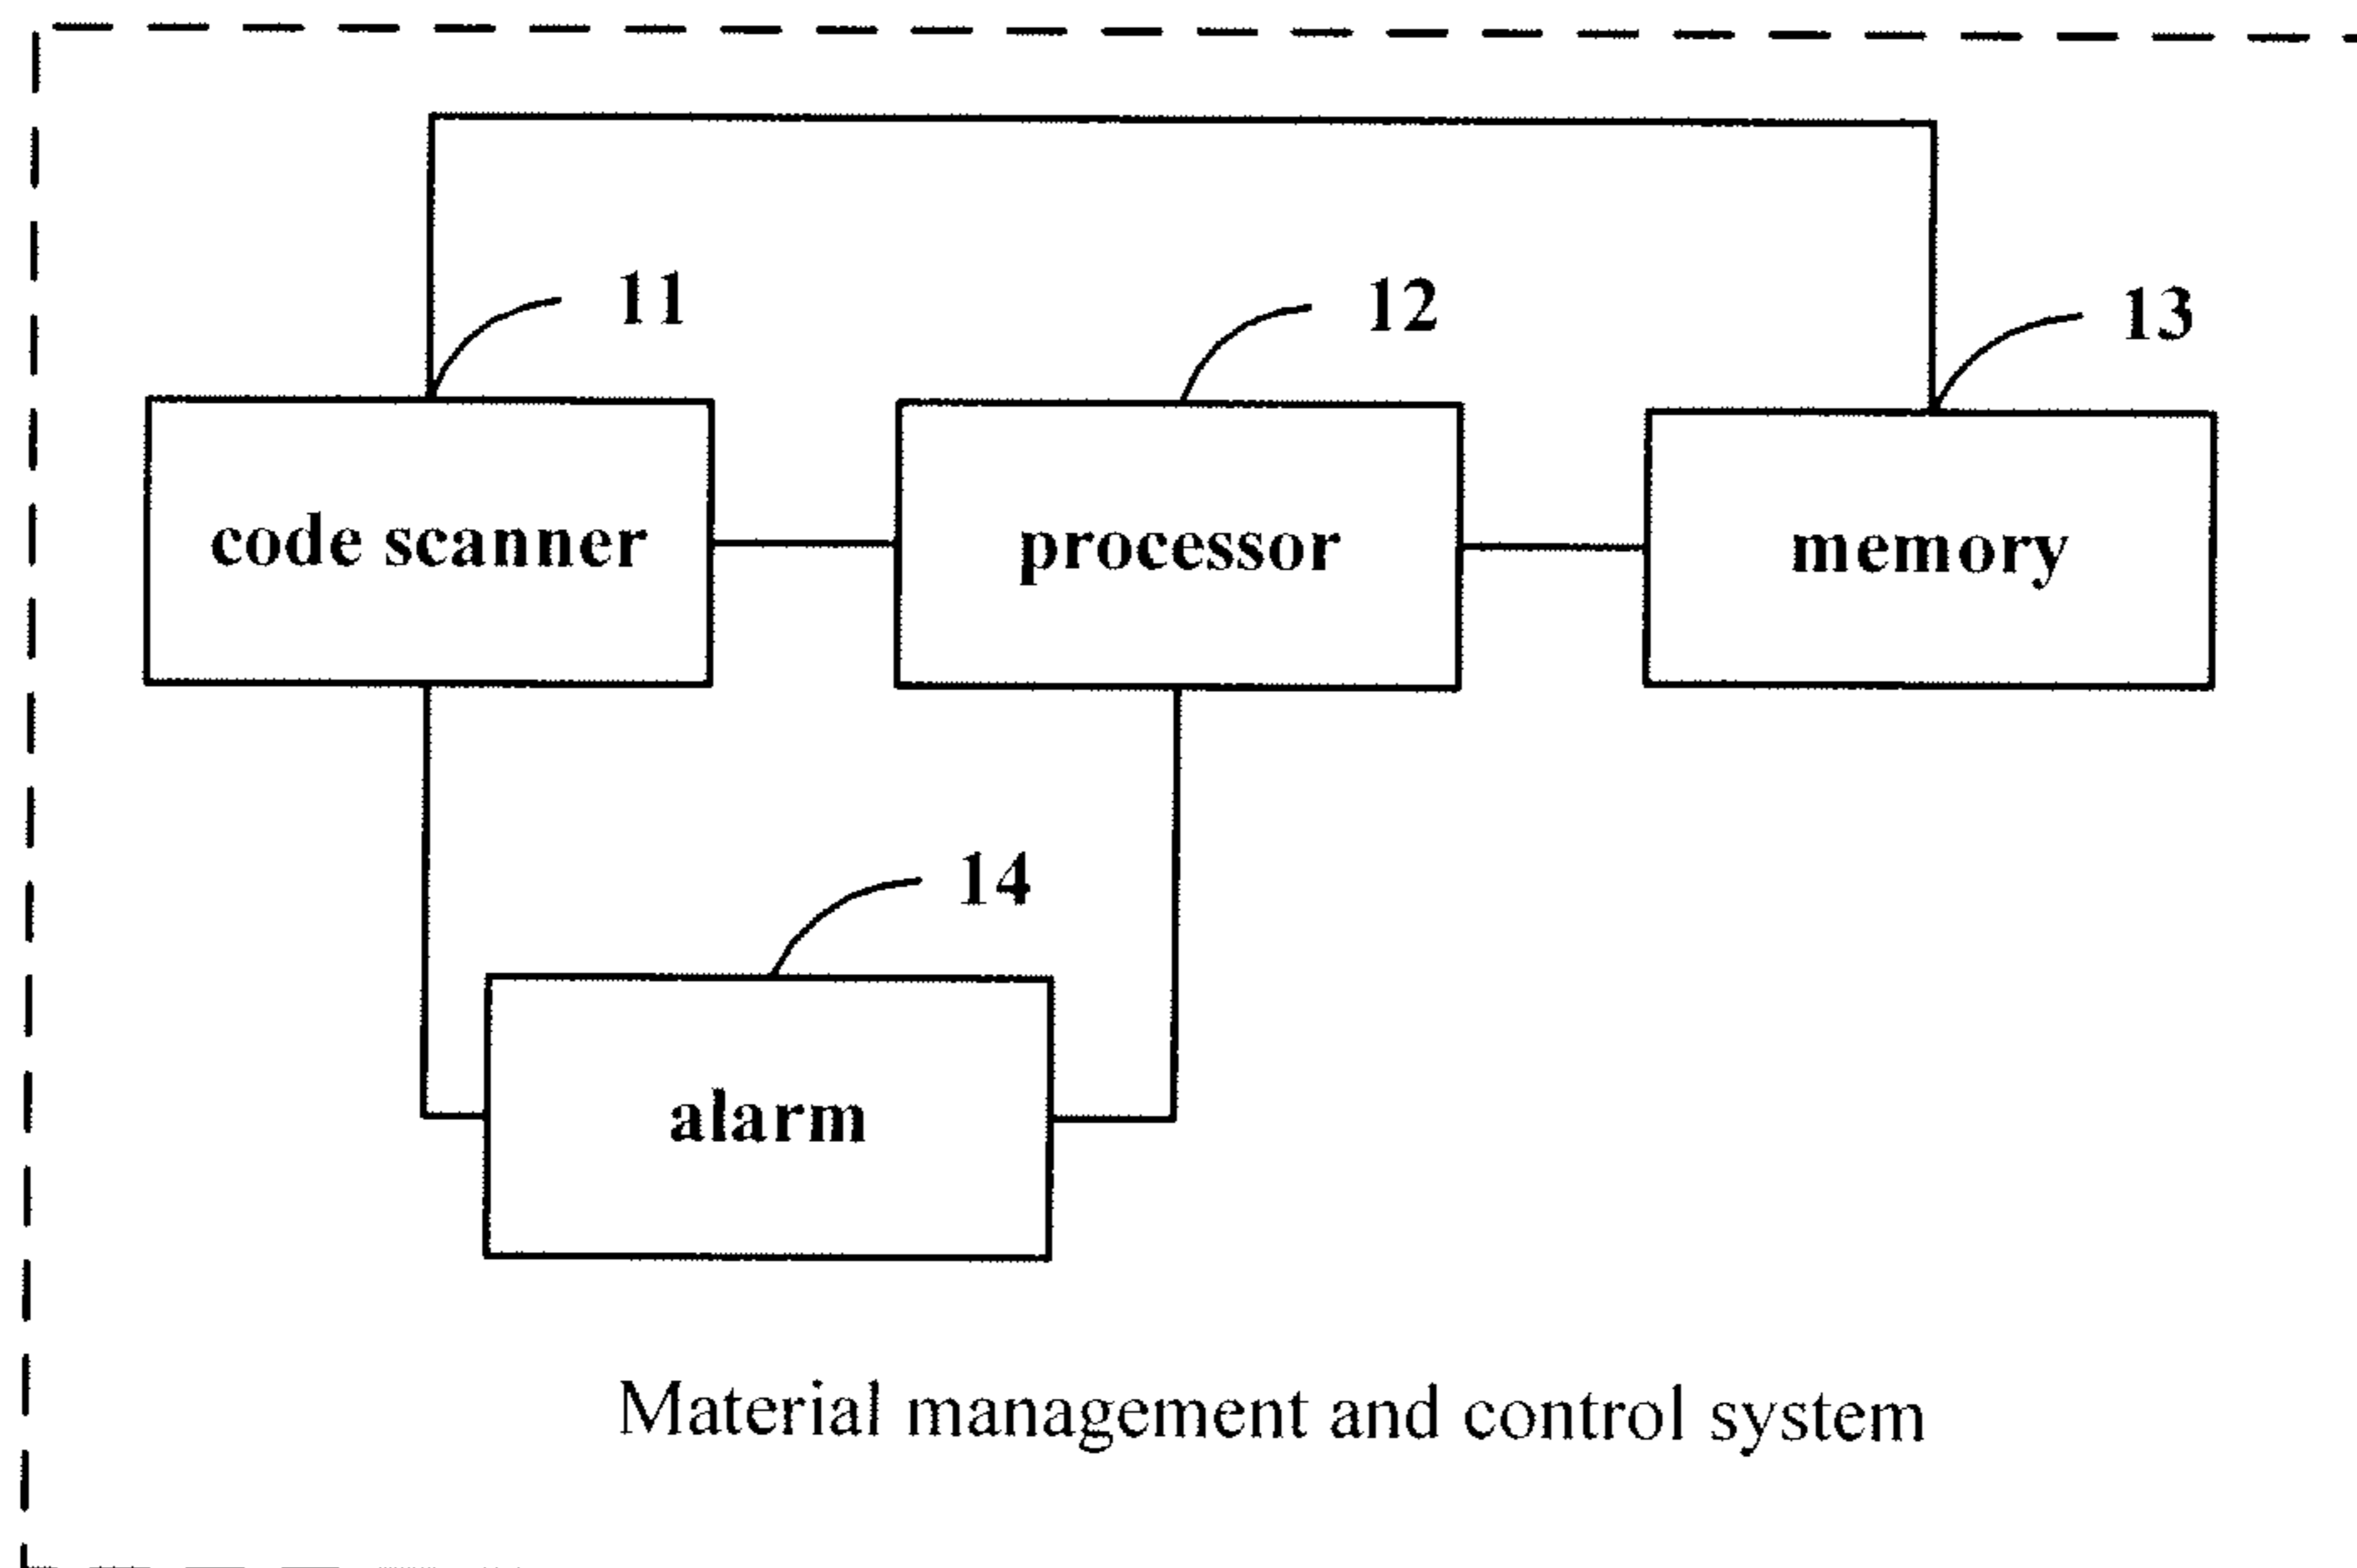 11
12
13
code scanner
processor
memory
14
alarm
Material management and control system